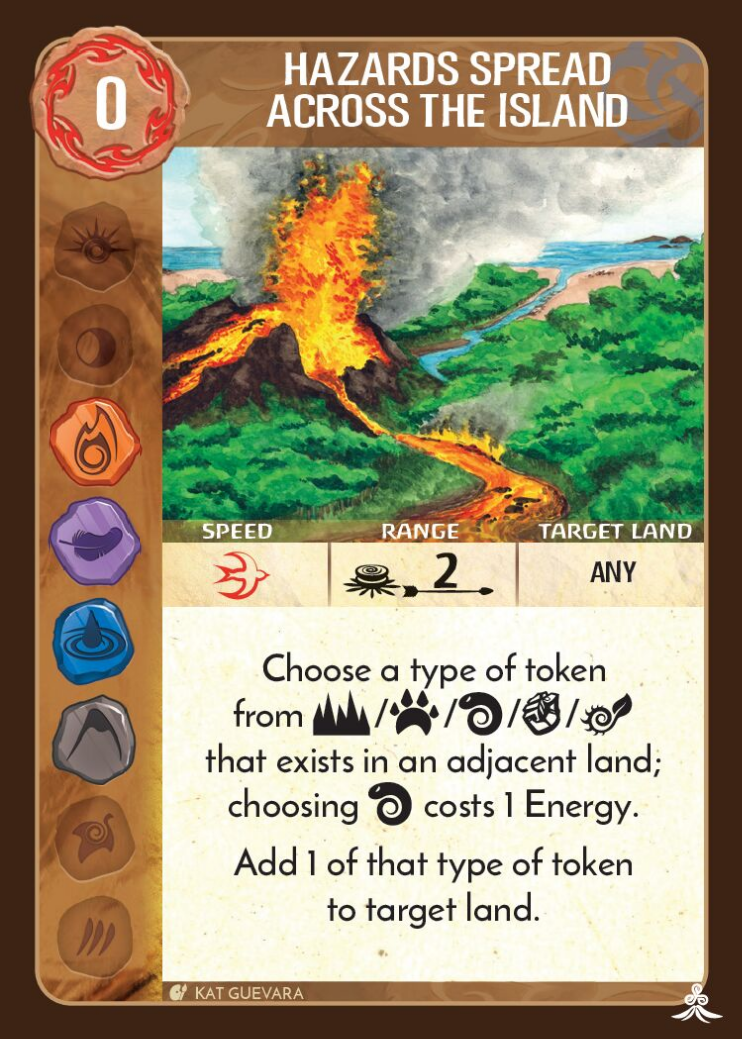 0
HAZARDS SPREAD
ACROSS THE ISLAND
SPEED RANGE TARGET LAND
2 ANY
Choose a type of token
from / / / /
that exists in an adjacent land;
choosing costs 1 Energy.
Add 1 of that type of token
to target land.
KAT GUEVARA